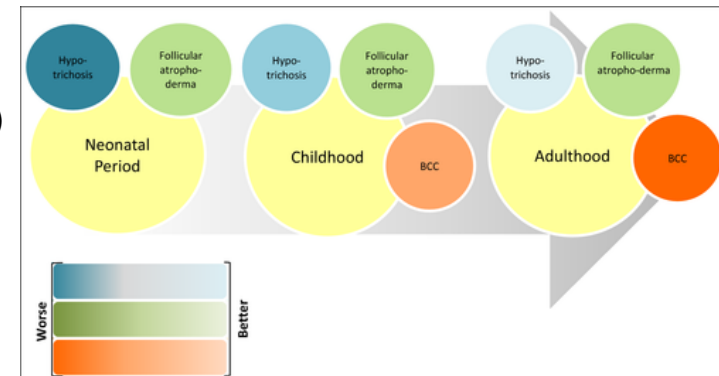 Hypo-
trichosis
Follicular
atropho-
derma
Neonatal
Period
Hypo-
trichosis
Follicular
atropho-
derma
Childhood
BCC
Hypo-
trichosis
Follicular
atropho-derma
Adulthood
BCC
Worse
Better
)